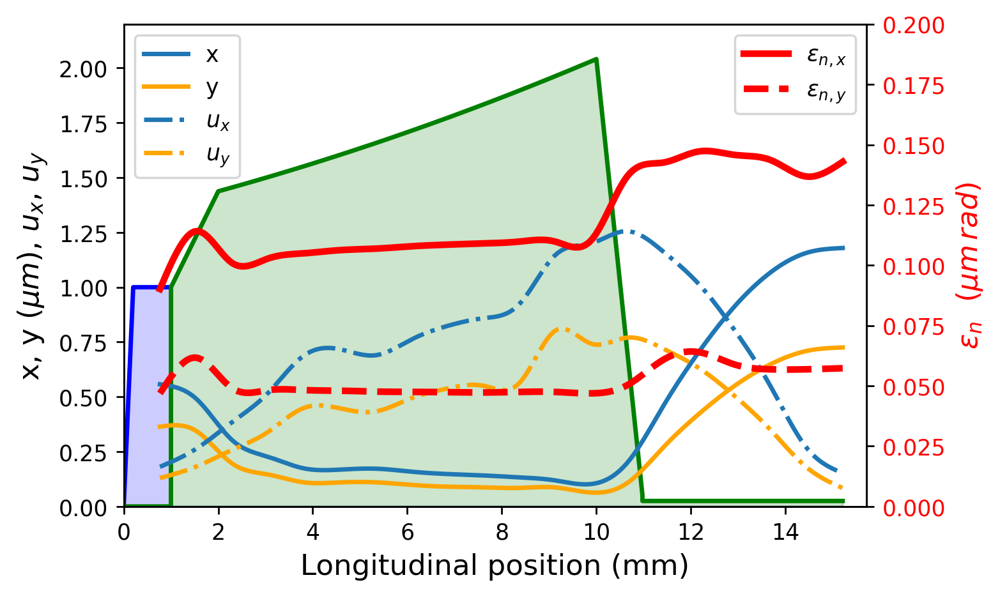 x
y
u_x
u_y
ε_{n,x}
ε_{n,y}
x, y (μm), u_x, u_y
2.00
1.75
1.50
1.25
1.00
0.75
0.50
0.25
0.00
0.200
0.175
0.150
0.125
0.100
0.075
0.050
0.025
0.000
ε_n (μm rad)
0 2 4 6 8 10 12 14
Longitudinal position (mm)